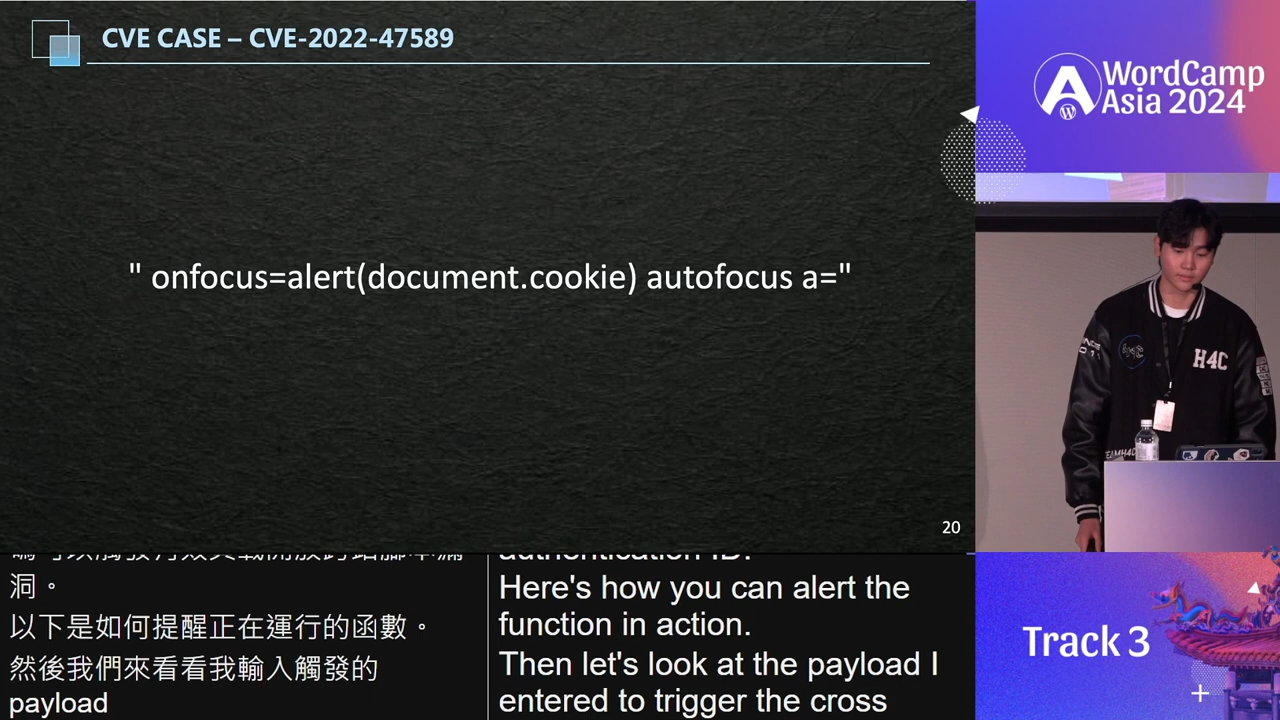 CVE CASE – CVE-2022-47589
" onfocus=alert(document.cookie) autofocus a="
20
WordCamp
Asia 2024
H4C
洞。
以下是如何提醒正在運行的函數。
然後我們來看看我輸入觸發的
payload
authentication ID.
Here's how you can alert the
function in action.
Then let's look at the payload I
entered to trigger the cross
Track 3